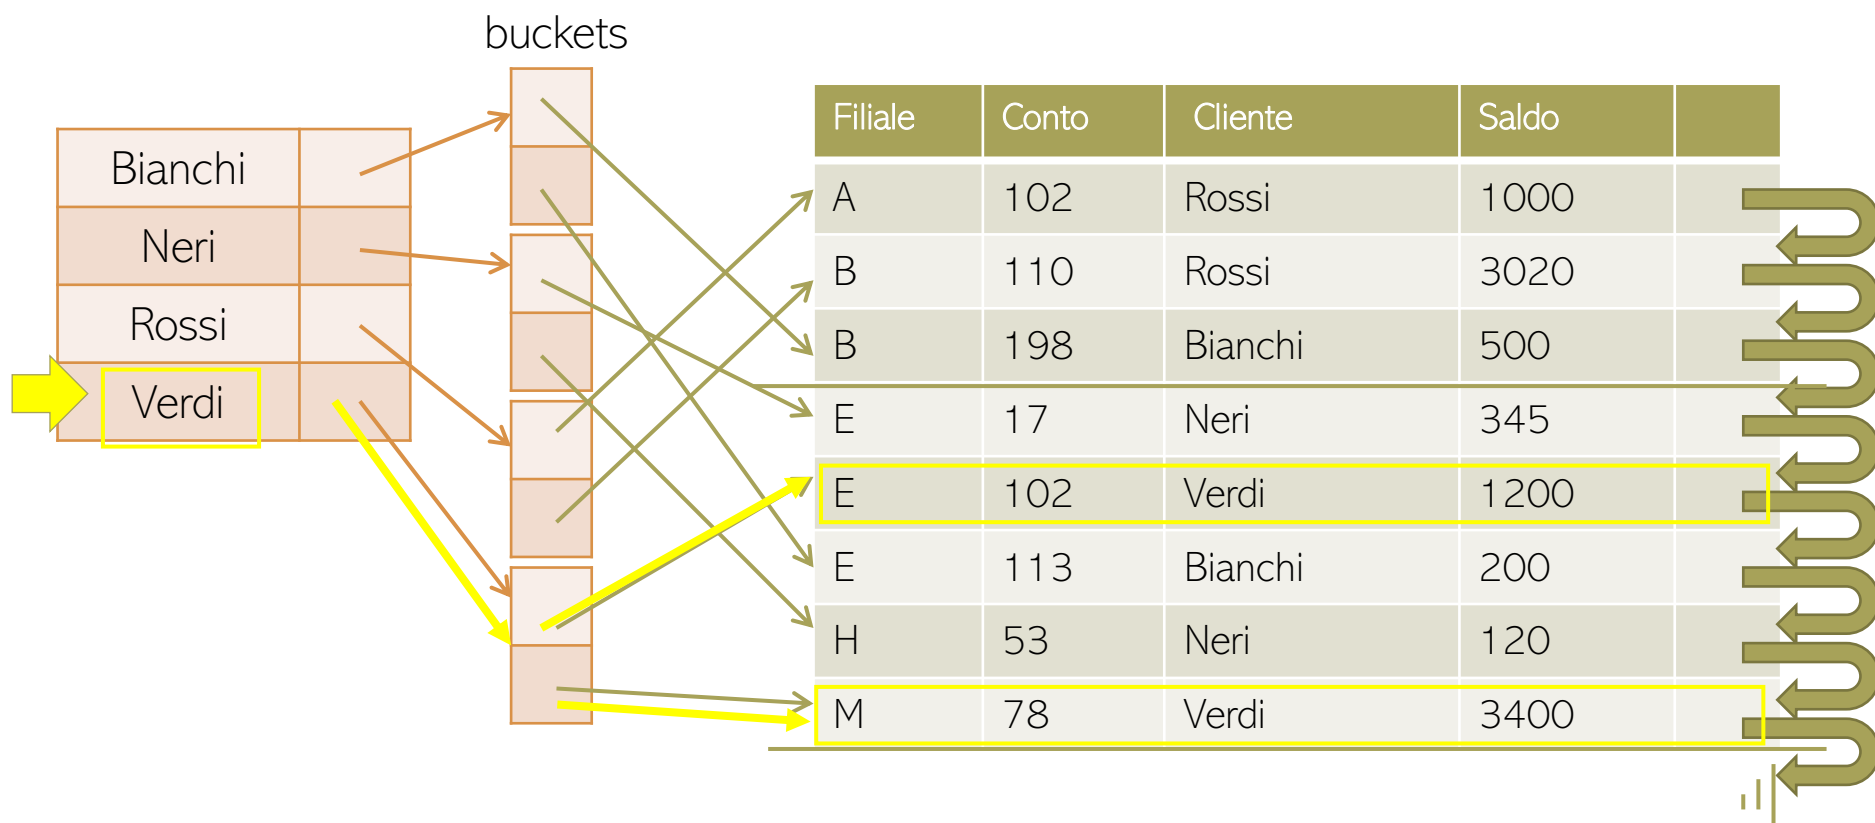 buckets
Bianchi
Neri
Rossi
Verdi
Filiale Conto Cliente Saldo
A 102 Rossi 1000
B 110 Rossi 3020
B 198 Bianchi 500
E 17 Neri 345
E 102 Verdi 1200
E 113 Bianchi 200
H 53 Neri 120
M 78 Verdi 3400